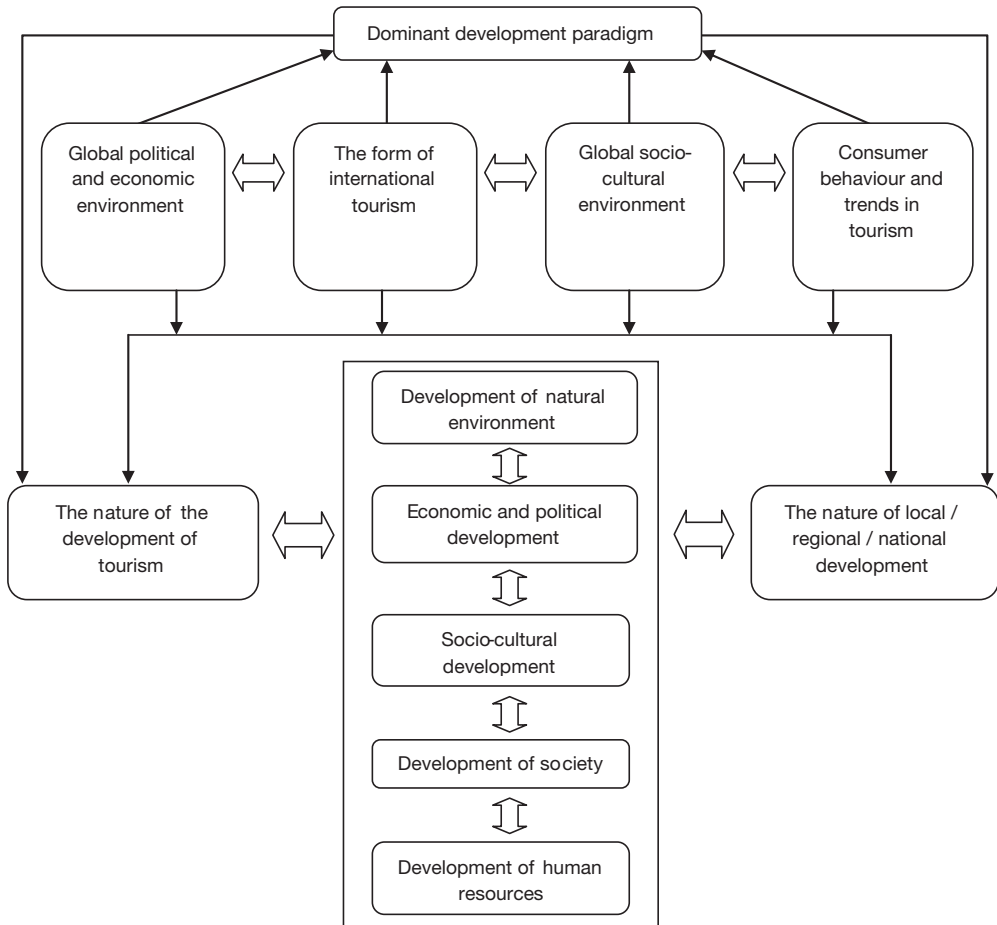 Dominant development paradigm
Global political
and economic
environment
The form of
international
tourism
Global socio-
cultural
environment
Consumer
behaviour and
trends in
tourism
Development of natural
environment
The nature of the
development of
tourism
Economic and political
development
The nature of local /
regional / national
development
Socio-cultural
development
Development of society
Development of human
resources